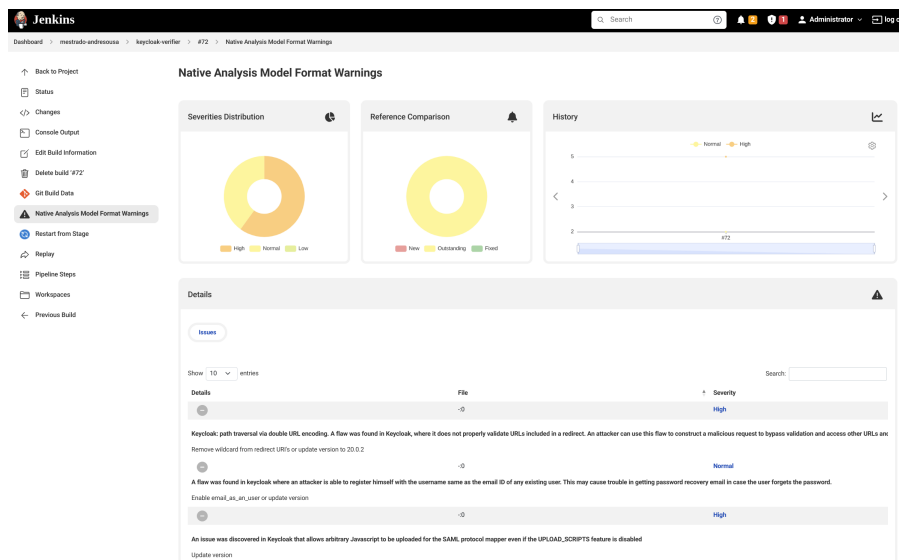 Jenkins
Search
2
1
Administrator
log o
Dashboard > mestrado-andresousa > keycloak-verifier > #72 > Native Analysis Model Format Warnings
Back to Project
Status
Changes
Console Output
Edit Build Information
Delete build '#72'
Git Build Data
Native Analysis Model Format Warnings
Restart from Stage
Replay
Pipeline Steps
Workspaces
Previous Build
Native Analysis Model Format Warnings
Severities Distribution
High Normal Low
Reference Comparison
New Outstanding Fixed
History
Normal High
5
4
3
2
#72
Details
Issues
Show 10 entries
Search:
Details File Severity
-:0 High
Keycloak: path traversal via double URL encoding. A flaw was found in Keycloak, where it does not properly validate URLs included in a redirect. An attacker can use this flaw to construct a malicious request to bypass validation and access other URLs and
Remove wildcard from redirect URI's or update version to 20.0.2
-:0 Normal
A flaw was found in keycloak where an attacker is able to register himself with the username same as the email ID of any existing user. This may cause trouble in getting password recovery email in case the user forgets the password.
Enable email_as_an_user or update version
-:0 High
An issue was discovered in Keycloak that allows arbitrary Javascript to be uploaded for the SAML protocol mapper even if the UPLOAD_SCRIPTS feature is disabled
Update version